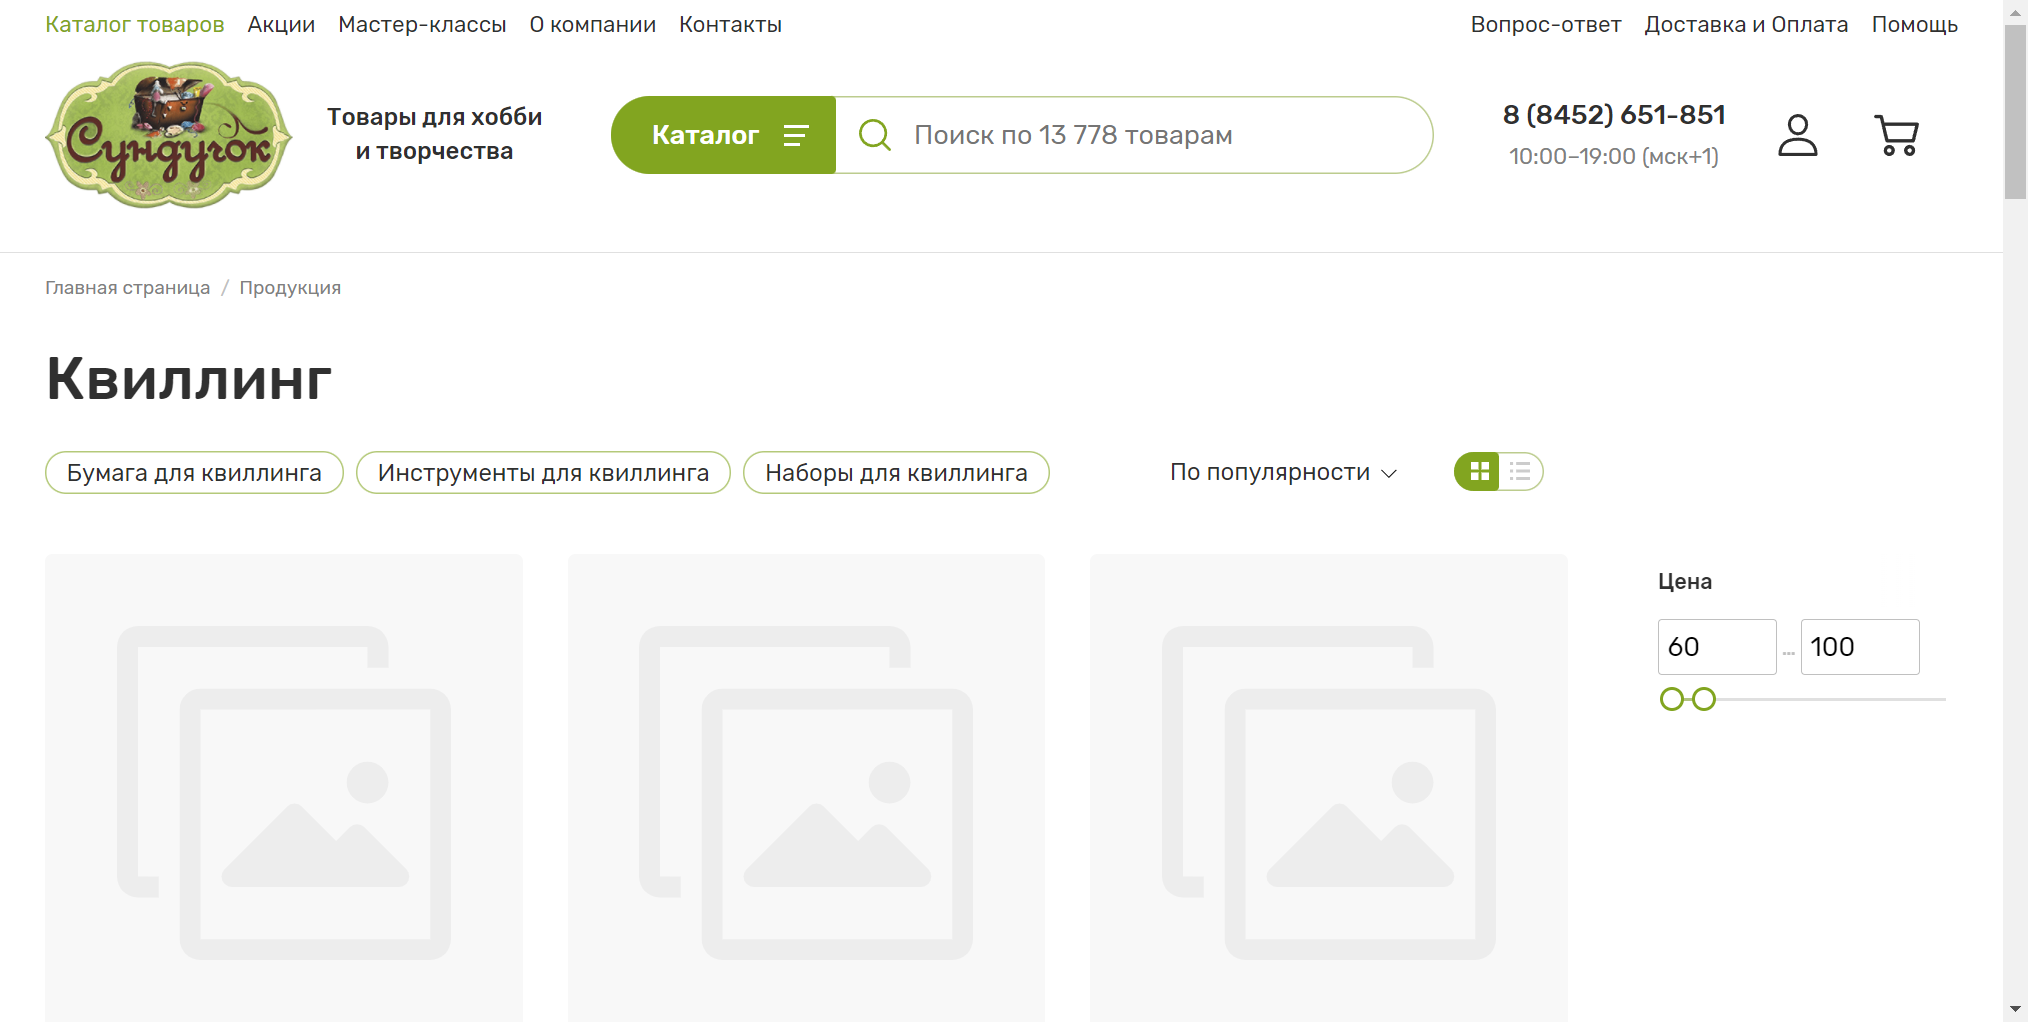 Каталог товаров Акции Мастер-классы О компании Контакты Вопрос-ответ Доставка и Оплата Помощь
Сундучок
Товары для хобби
и творчества
Каталог
Поиск по 13 778 товарам
8 (8452) 651-851
10:00–19:00 (мск+1)
Главная страница / Продукция
Квиллинг
Бумага для квиллинга Инструменты для квиллинга Наборы для квиллинга По популярности
Цена
60 ... 100